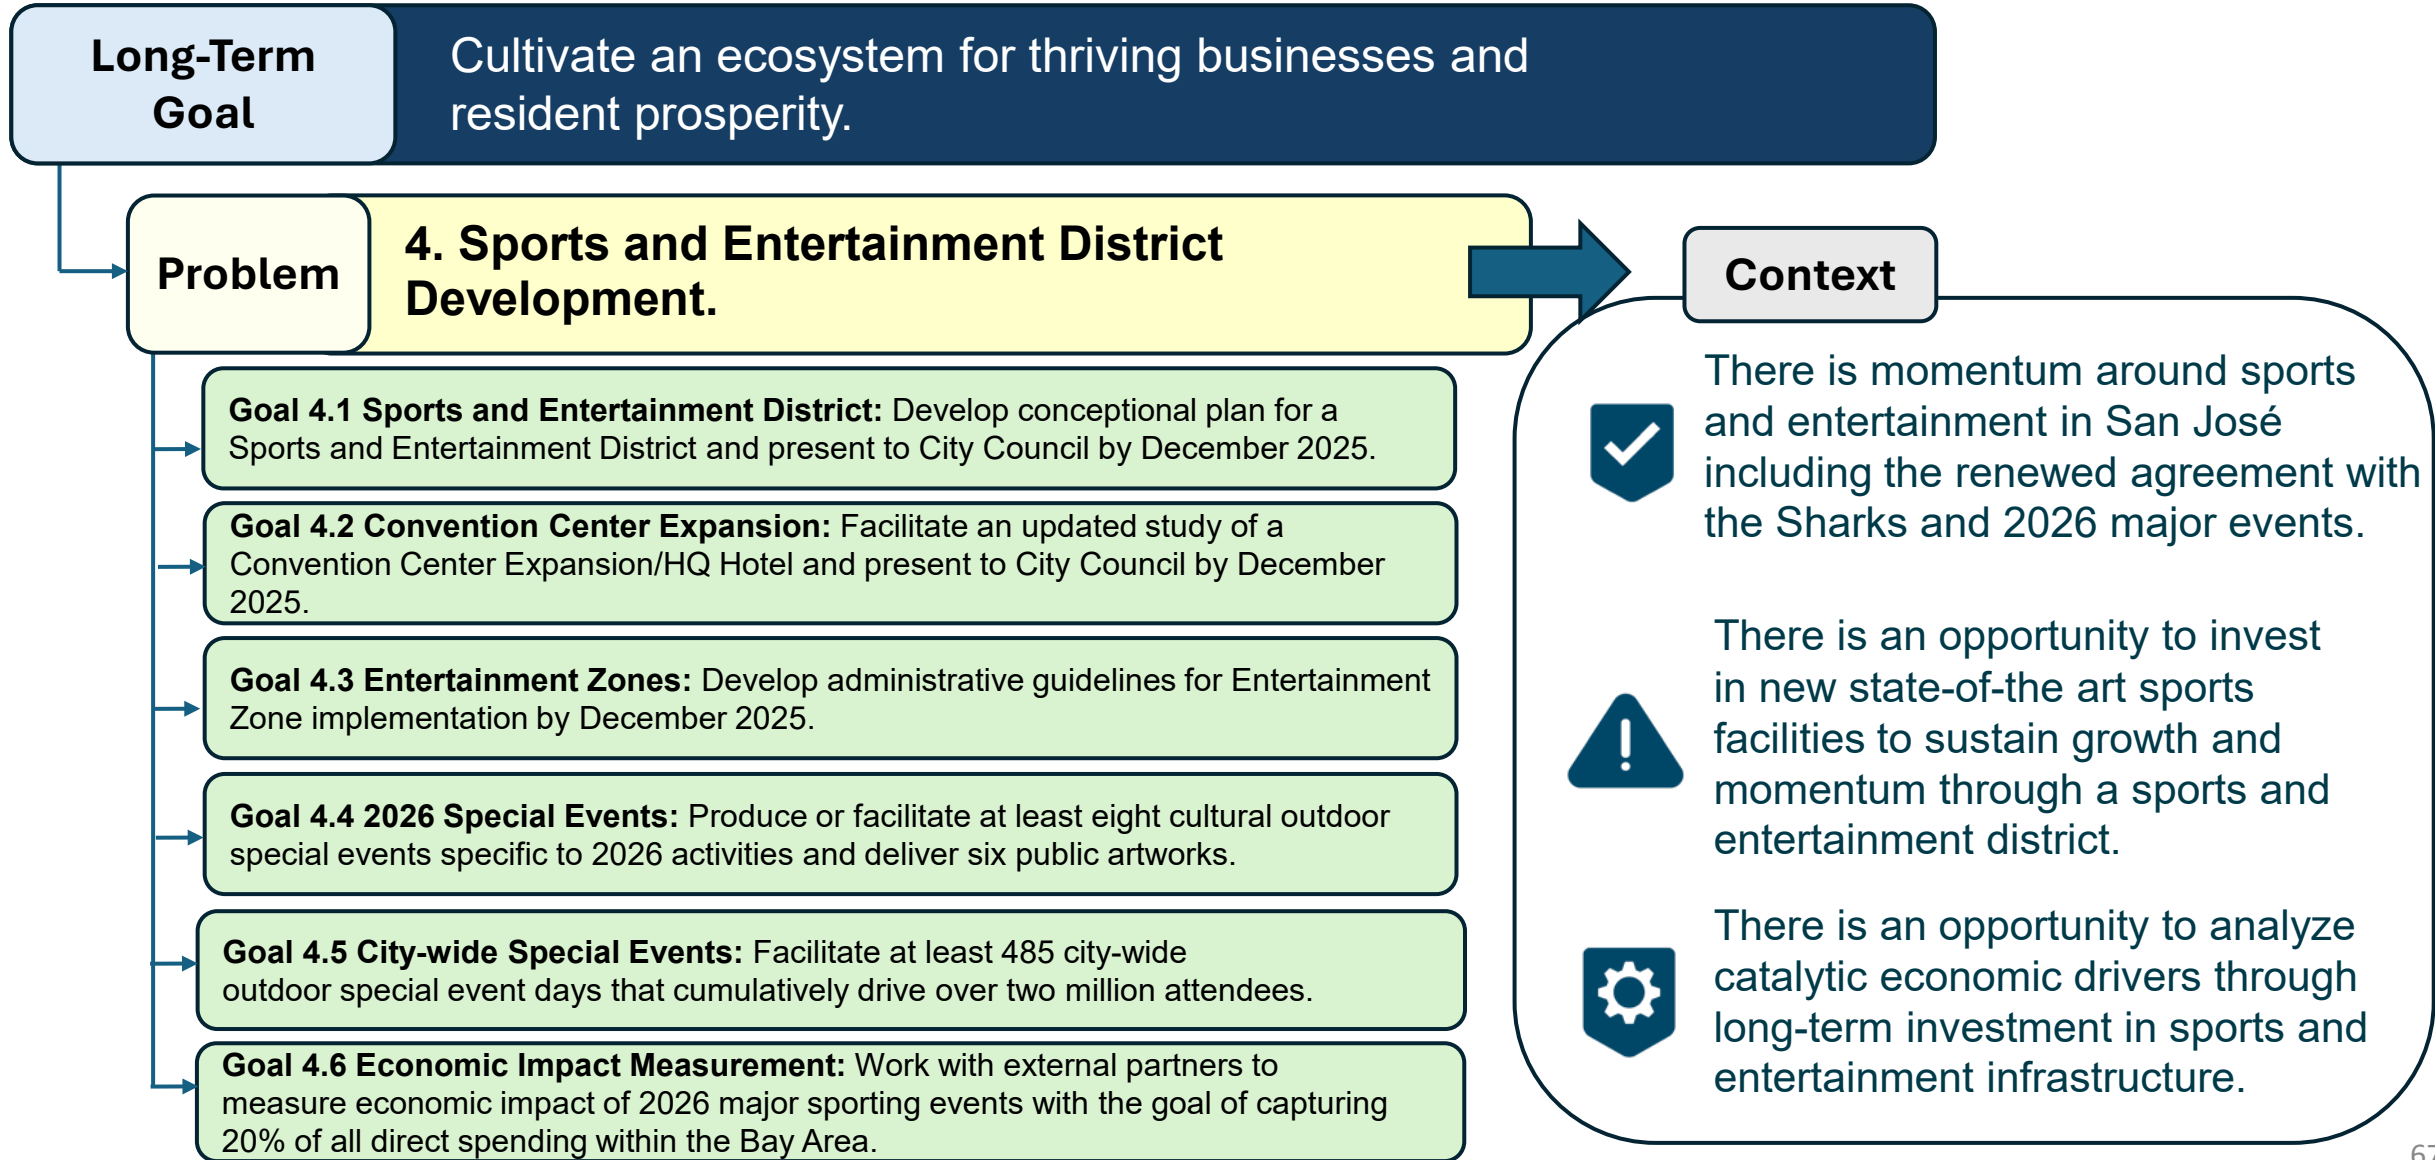 Long-Term
Goal
Cultivate an ecosystem for thriving businesses and
resident prosperity.
Problem
4. Sports and Entertainment District
Development.
Goal 4.1 Sports and Entertainment District: Develop conceptional plan for a
Sports and Entertainment District and present to City Council by December 2025.
Goal 4.2 Convention Center Expansion: Facilitate an updated study of a
Convention Center Expansion/HQ Hotel and present to City Council by December
2025.
Goal 4.3 Entertainment Zones: Develop administrative guidelines for Entertainment
Zone implementation by December 2025.
Goal 4.4 2026 Special Events: Produce or facilitate at least eight cultural outdoor
special events specific to 2026 activities and deliver six public artworks.
Goal 4.5 City-wide Special Events: Facilitate at least 485 city-wide
outdoor special event days that cumulatively drive over two million attendees.
Goal 4.6 Economic Impact Measurement: Work with external partners to
measure economic impact of 2026 major sporting events with the goal of capturing
20% of all direct spending within the Bay Area.
Context
There is momentum around sports
and entertainment in San José
including the renewed agreement with
the Sharks and 2026 major events.
There is an opportunity to invest
in new state-of-the art sports
facilities to sustain growth and
momentum through a sports and
entertainment district.
There is an opportunity to analyze
catalytic economic drivers through
long-term investment in sports and
entertainment infrastructure.
67